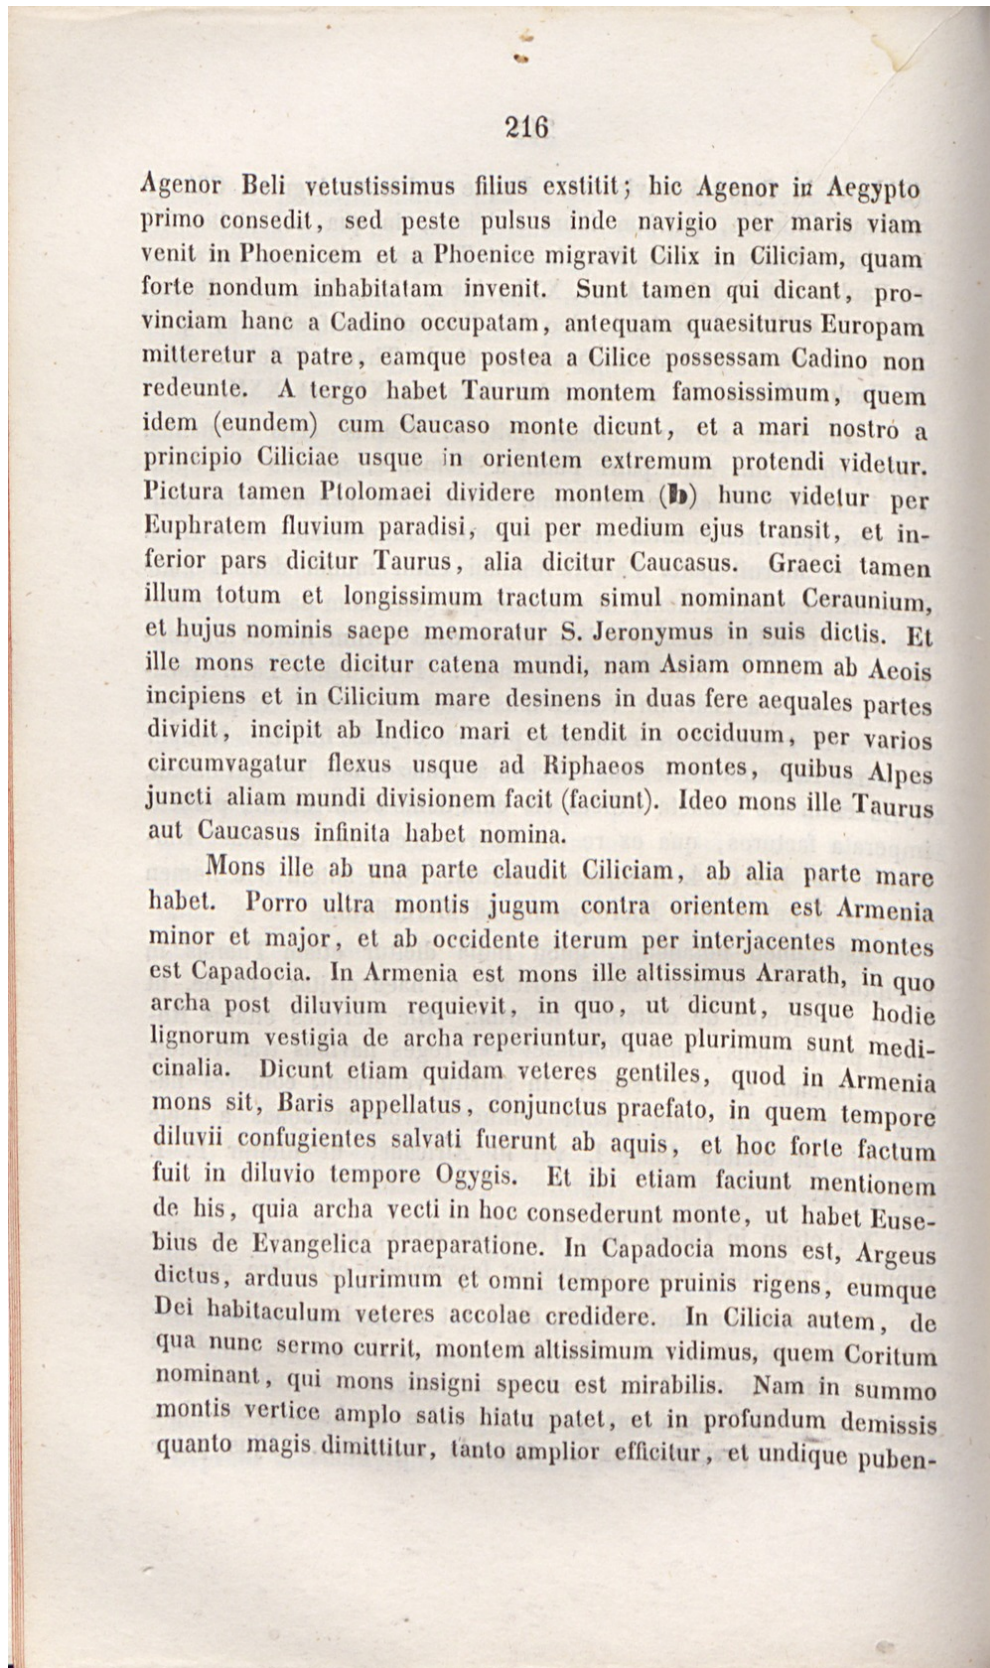 216
Agenor Beli vetustissimus filius exstitit; hic Agenor in Aegypto
primo consedit, sed peste pulsus inde navigio per maris viam
venit in Phoenicem et a Phoenice migravit Cilix in Ciliciam, quam
forte nondum inhabitatam invenit. Sunt tamen qui dicant, pro-
vinciam hanc a Cadino occupatam, antequam quaesiturus Europam
mitteretur a patre, eamque postea a Cilice possessam Cadino non
redeunte. A tergo habet Taurum montem famosissimum, quem
idem (eundem) cum Caucaso monte dicunt, et a mari nostro a
principio Ciliciae usque in orientem extremum protendi videtur.
Pictura tamen Ptolomaei dividere montem (b) hunc videtur per
Euphratem fluvium paradisi, qui per medium ejus transit, et in-
ferior pars dicitur Taurus, alia dicitur Caucasus. Graeci tamen
illum totum et longissimum tractum simul nominant Ceraunium,
et hujus nominis saepe memoratur S. Jeronymus in suis dictis. Et
ille mons recte dicitur catena mundi, nam Asiam omnem ab Aeois
incipiens et in Cilicium mare desinens in duas fere aequales partes
dividit, incipit ab Indico mari et tendit in occiduum, per varios
circumvagatur flexus usque ad Riphaeos montes, quibus Alpes
juncti aliam mundi divisionem facit (faciunt). Ideo mons ille Taurus
aut Caucasus infinita habet nomina.
Mons ille ab una parte claudit Ciliciam, ab alia parte mare
habet. Porro ultra montis jugum contra orientem est Armenia
minor et major, et ab occidente iterum per interjacentes montes
est Capadocia. In Armenia est mons ille altissimus Ararath, in quo
archa post diluvium requievit, in quo, ut dicunt, usque hodie
lignorum vestigia de archa reperiuntur, quae plurimum sunt medi-
cinalia. Dicunt etiam quidam veteres gentiles, quod in Armenia
mons sit, Baris appellatus, conjunctus praefato, in quem tempore
diluvii confugientes salvati fuerunt ab aquis, et hoc forte factum
fuit in diluvio tempore Ogygis. Et ibi etiam faciunt mentionem
de his, quia archa vecti in hoc consederunt monte, ut habet Euse-
bius de Evangelica praeparatione. In Capadocia mons est, Argeus
dictus, arduus plurimum et omni tempore pruinis rigens, eumque
Dei habitaculum veteres accolae credidere. In Cilicia autem, de
qua nunc sermo currit, montem altissimum vidimus, quem Coritum
nominant, qui mons insigni specu est mirabilis. Nam in summo
montis vertice amplo satis hiatu patet, et in profundum demissis
quanto magis dimittitur, tanto amplior efficitur, et undique puben-